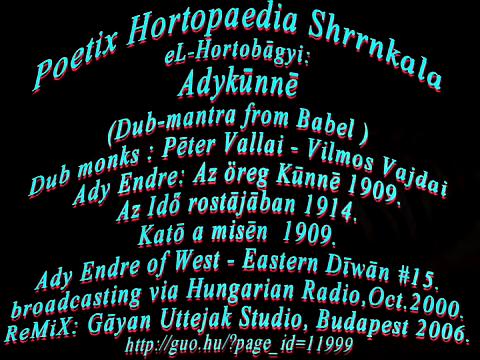 Poetix Hortopaedia Shrrnkala
eL-Hortobāgyi:
Adykūnnē
(Dub-mantra from Babel )
Dub monks : Pēter Vallai - Vilmos Vajdai
Ady Endre: Az öreg Kūnnē 1909.
Az Idő rostājāban 1914.
Katō a misēn 1909.
Ady Endre of West - Eastern Dīwān #15.
broadcasting via Hungarian Radio,Oct.2000.
ReMiX: Gāyan Uttejak Studio, Budapest 2006.
http://guo.hu/?page_id=11999